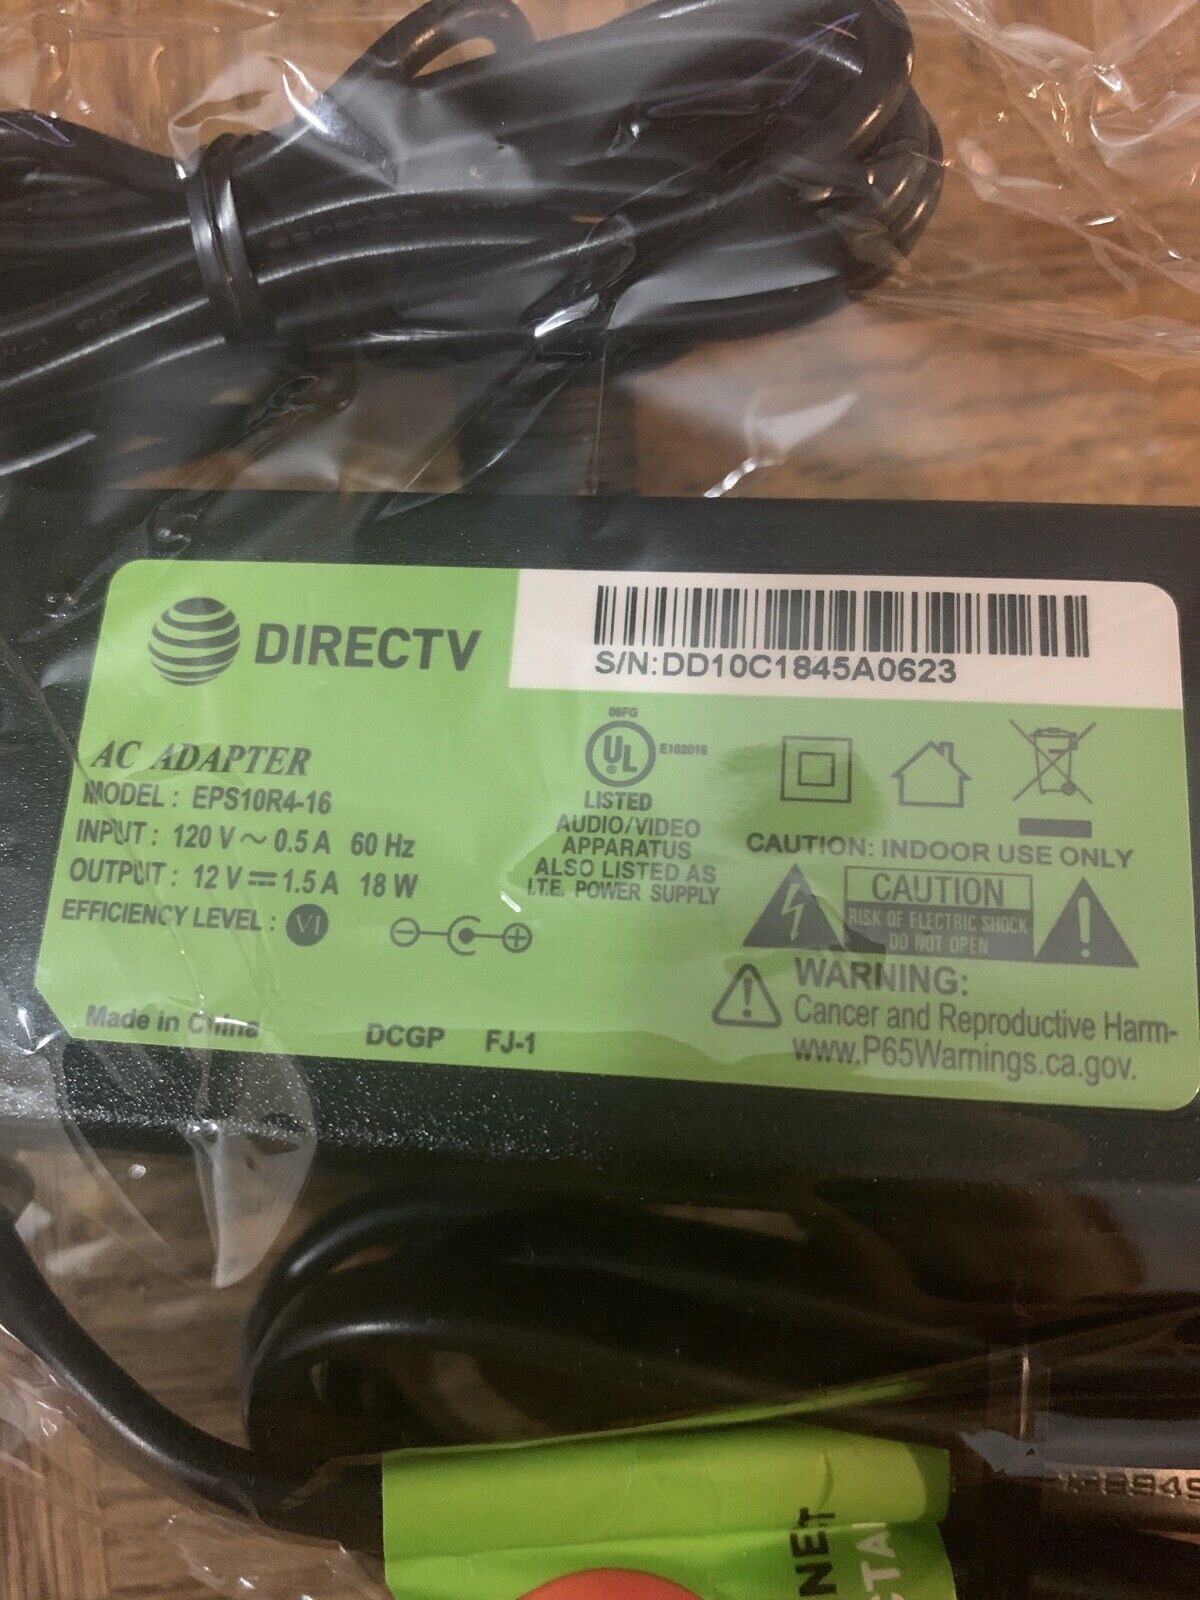 DIRECTV
S/N:DD10C1845A0623
AC ADAPTER
MODEL : EPS10R4-16
INPUT : 120 V ~ 0.5 A 60 Hz
OUTPUT : 12 V ⎓ 1.5 A 18 W
EFFICIENCY LEVEL : VI
Made in China
DCGP FJ-1
06FG
UL
®
E162016
LISTED
AUDIO/VIDEO
APPARATUS
ALSO LISTED AS
I.T.E. POWER SUPPLY
CAUTION: INDOOR USE ONLY
CAUTION
RISK OF ELECTRIC SHOCK
DO NOT OPEN
WARNING:
Cancer and Reproductive Harm-
www.P65Warnings.ca.gov.
NET